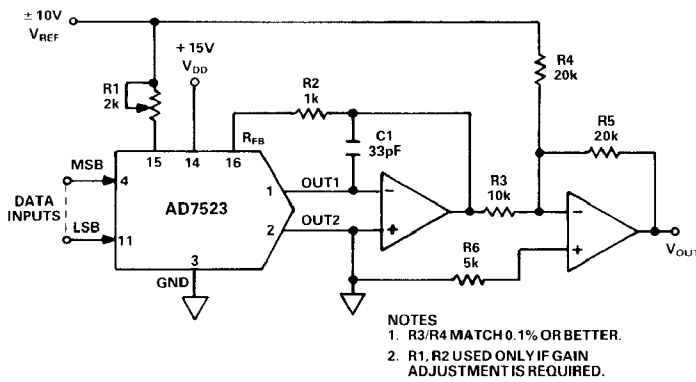 ± 10V
VREF
+ 15V
VDD
R4
20k
R1
2k
R2
1k
R5
20k
RFB
C1
33pF
15
14
16
MSB
4
1
OUT1
−
R3
10k
DATA
INPUTS
AD7523
−
LSB
11
2
OUT2
+
R6
5k
+
VOUT
3
GND
NOTES
1. R3/R4 MATCH 0.1% OR BETTER.
2. R1, R2 USED ONLY IF GAIN
ADJUSTMENT IS REQUIRED.